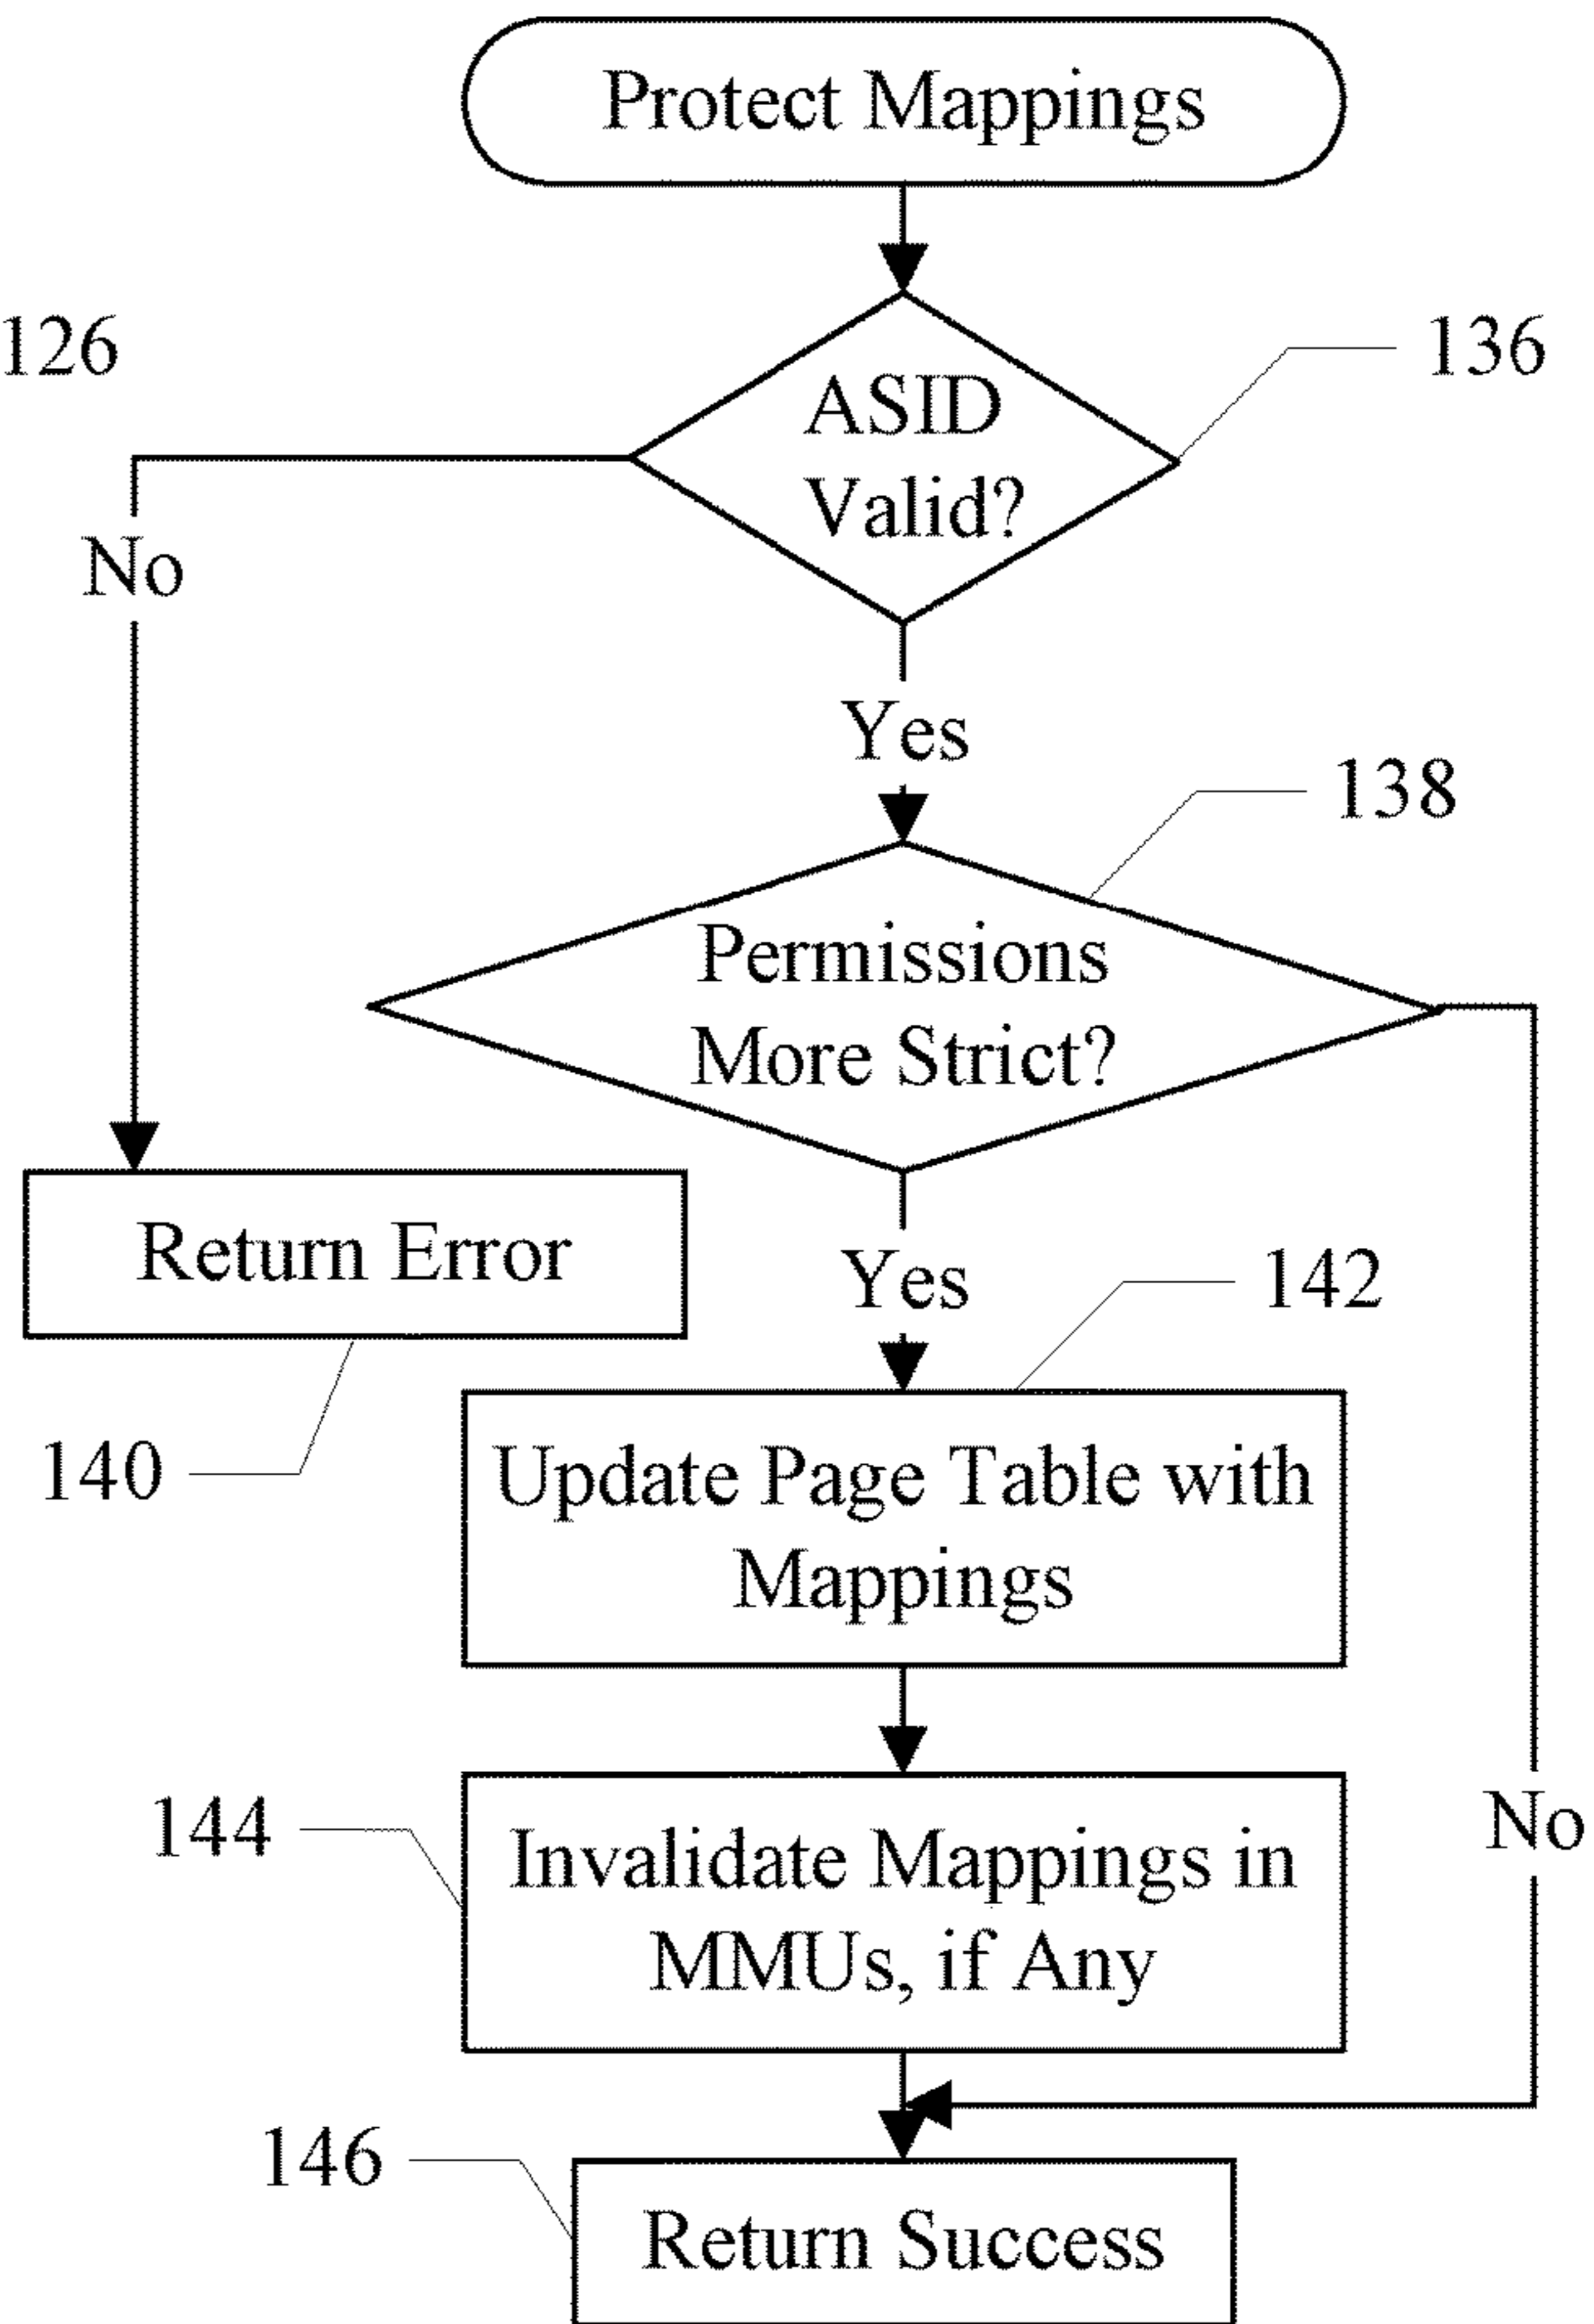 Protect Mappings
126
136
ASID
Valid?
No
Yes
138
Permissions
More Strict?
Return Error
Yes
142
140
Update Page Table with
Mappings
144
Invalidate Mappings in
MMUs, if Any
No
146
Return Success